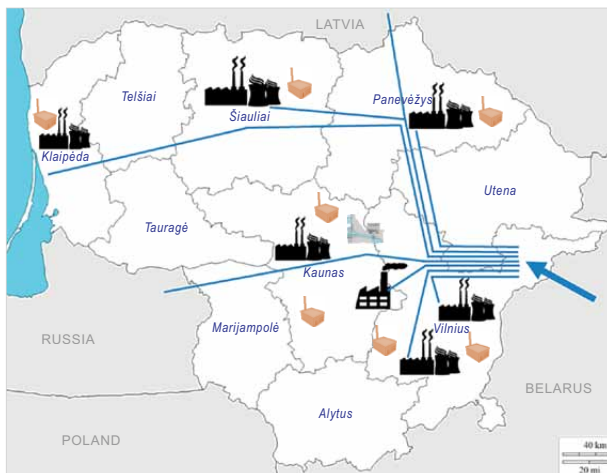 LATVIA
Telšiai
Šiauliai
Panevėžys
Klaipėda
Utena
Tauragė
Kaunas
Marijampolė
Vilnius
RUSSIA
BELARUS
Alytus
POLAND
40 km
20 mi